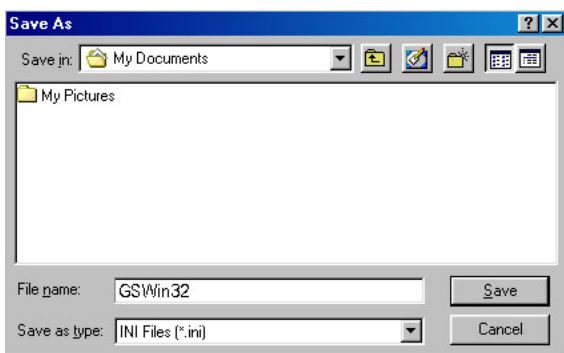 Save As
Save in: My Documents
My Pictures
File name: GSWin32 Save
Save as type: INI Files (*.ini) Cancel